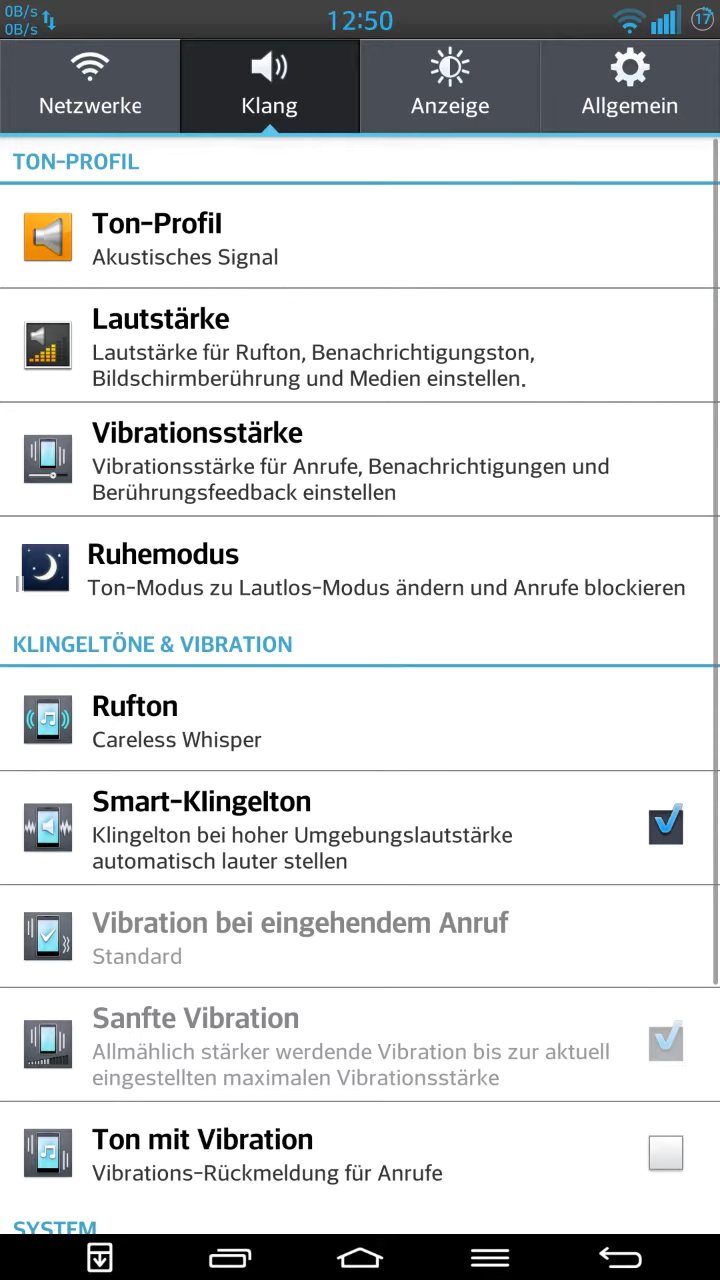 0B/s
0B/s
12:50
17
Netzwerke
Klang
Anzeige
Allgemein
TON-PROFIL
Ton-Profil
Akustisches Signal
Lautstärke
Lautstärke für Rufton, Benachrichtigungston,
Bildschirmberührung und Medien einstellen.
Vibrationsstärke
Vibrationsstärke für Anrufe, Benachrichtigungen und
Berührungsfeedback einstellen
Ruhemodus
Ton-Modus zu Lautlos-Modus ändern und Anrufe blockieren
KLINGELTÖNE & VIBRATION
Rufton
Careless Whisper
Smart-Klingelton
Klingelton bei hoher Umgebungslautstärke
automatisch lauter stellen
Vibration bei eingehendem Anruf
Standard
Sanfte Vibration
Allmählich stärker werdende Vibration bis zur aktuell
eingestellten maximalen Vibrationsstärke
Ton mit Vibration
Vibrations-Rückmeldung für Anrufe
SYSTEM